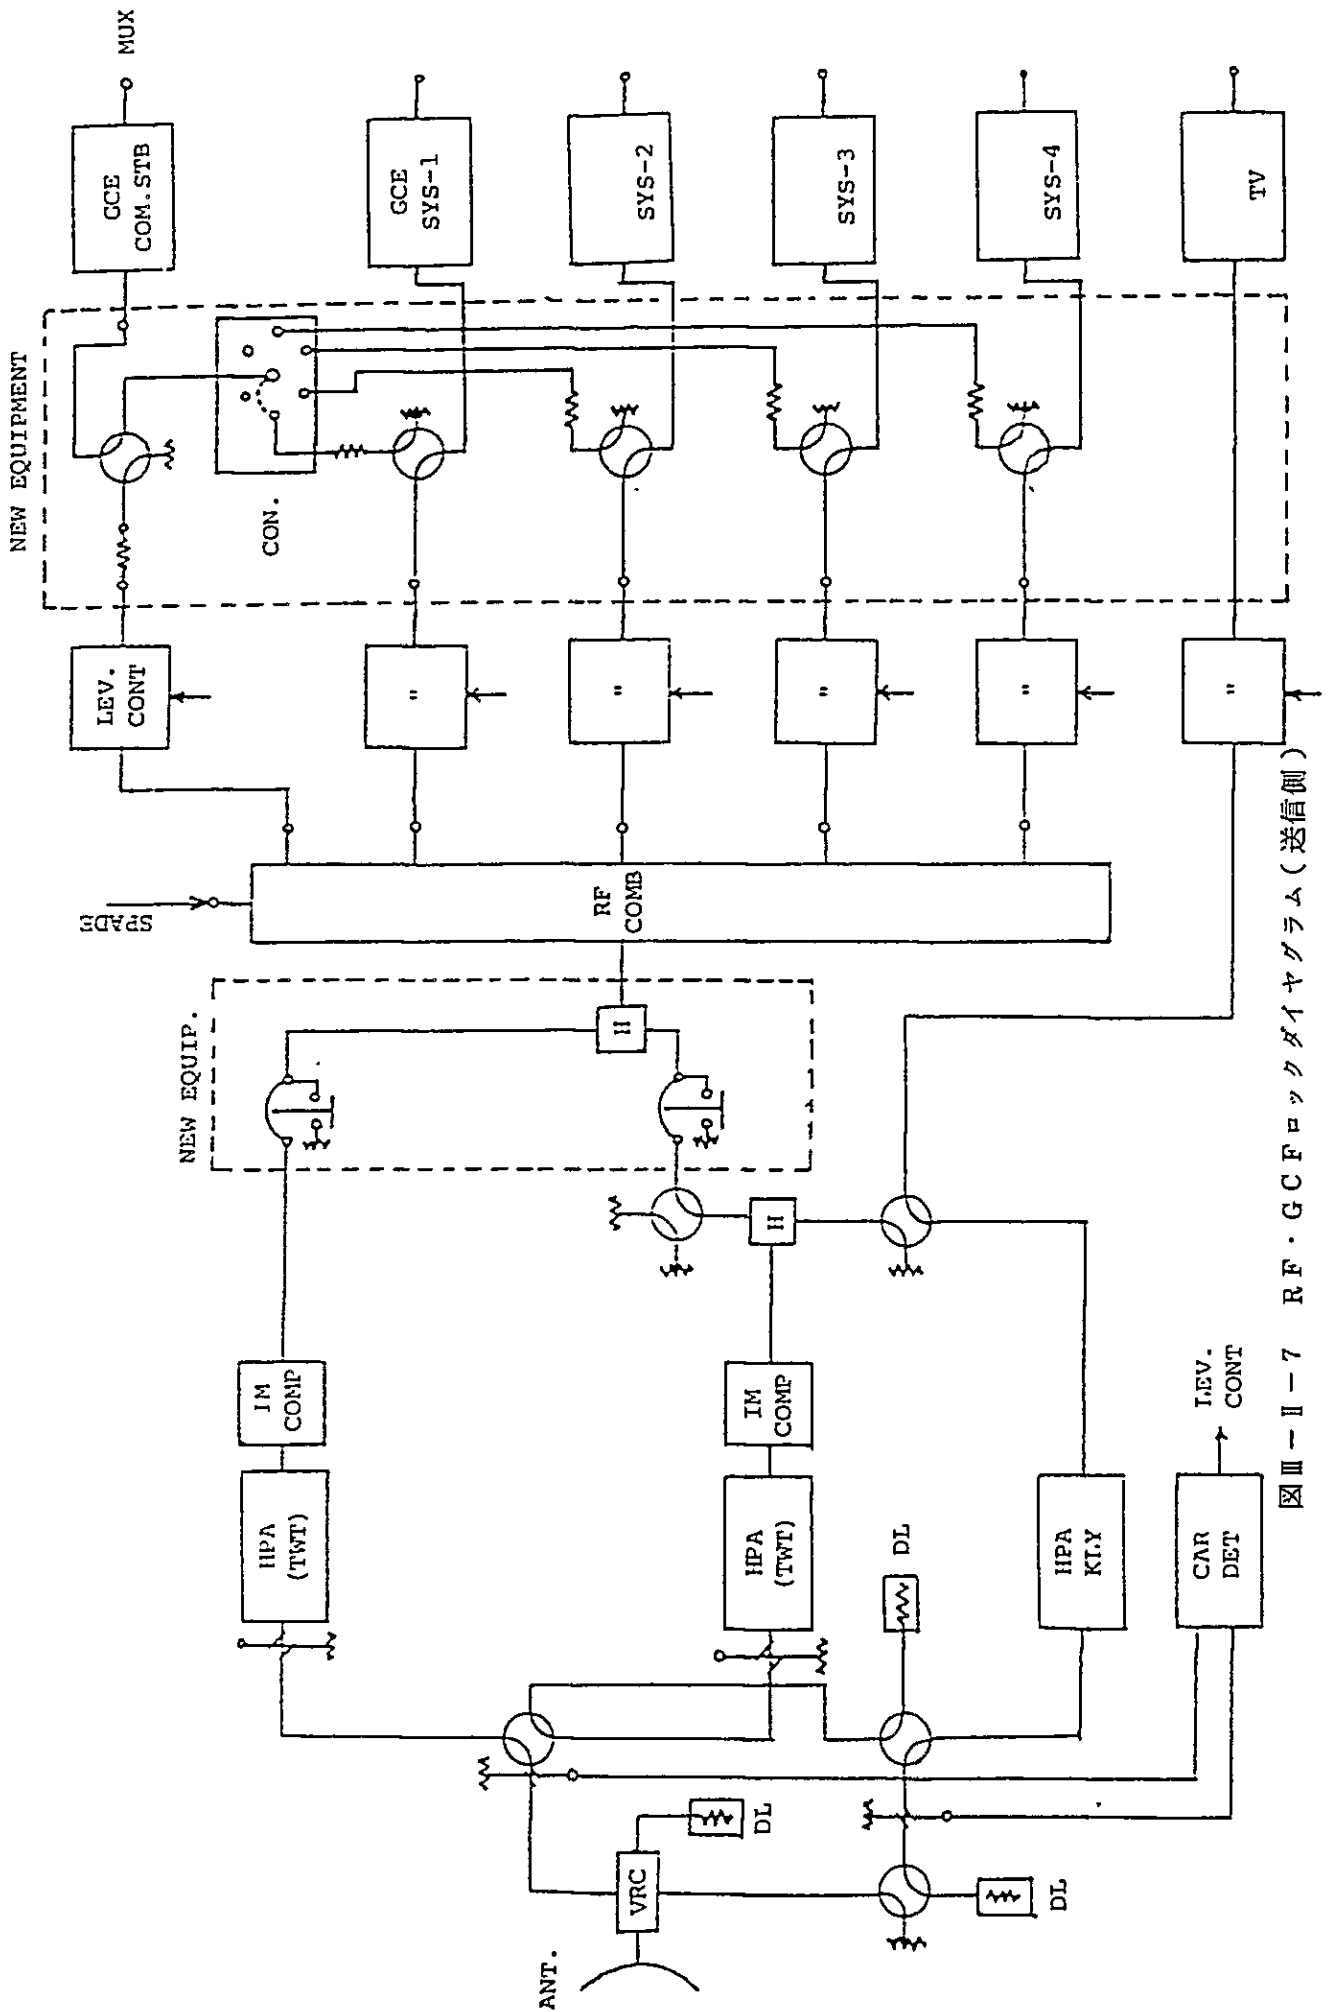 NEW EQUIPMENT
MUX
GCE
COM.STB
GCE
SYS-1
SYS-2
SYS-3
SYS-4
TV
CON.
LEV.
CONT
"
"
"
"
"
SPADE
RF
COMB
NEW EQUIP.
H
H
IM
COMP
IM
COMP
HPA
(TWT)
HPA
(TWT)
HPA
KLY
DL
CAR
DET
LEV.
CONT
VRC
DL
DL
ANT.
図Ⅲ-Ⅱ-7 RF・GCFロックダイヤグラム(送信側)